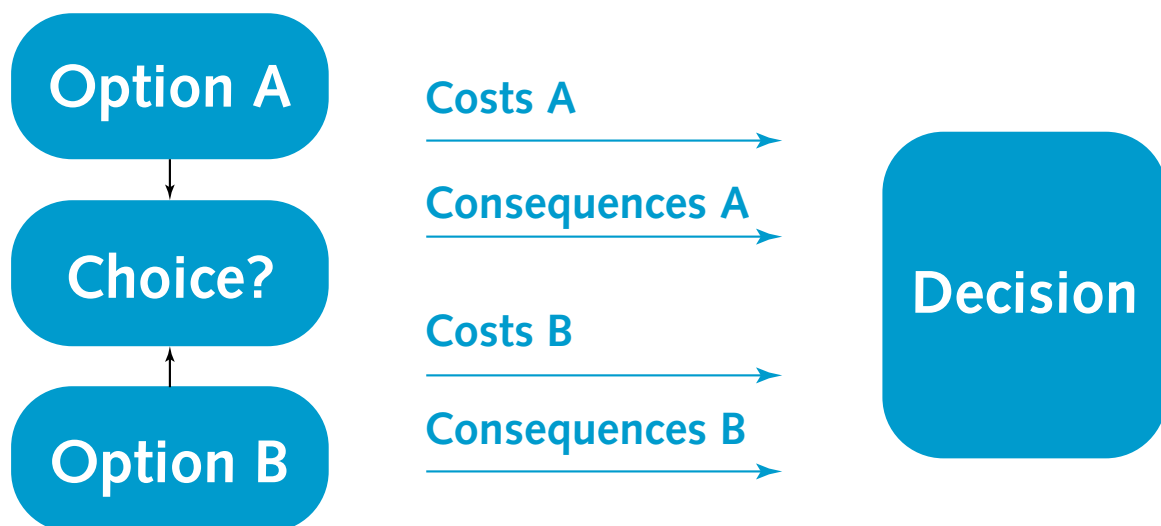 Option A
Choice?
Option B
Costs A
Consequences A
Costs B
Consequences B
Decision